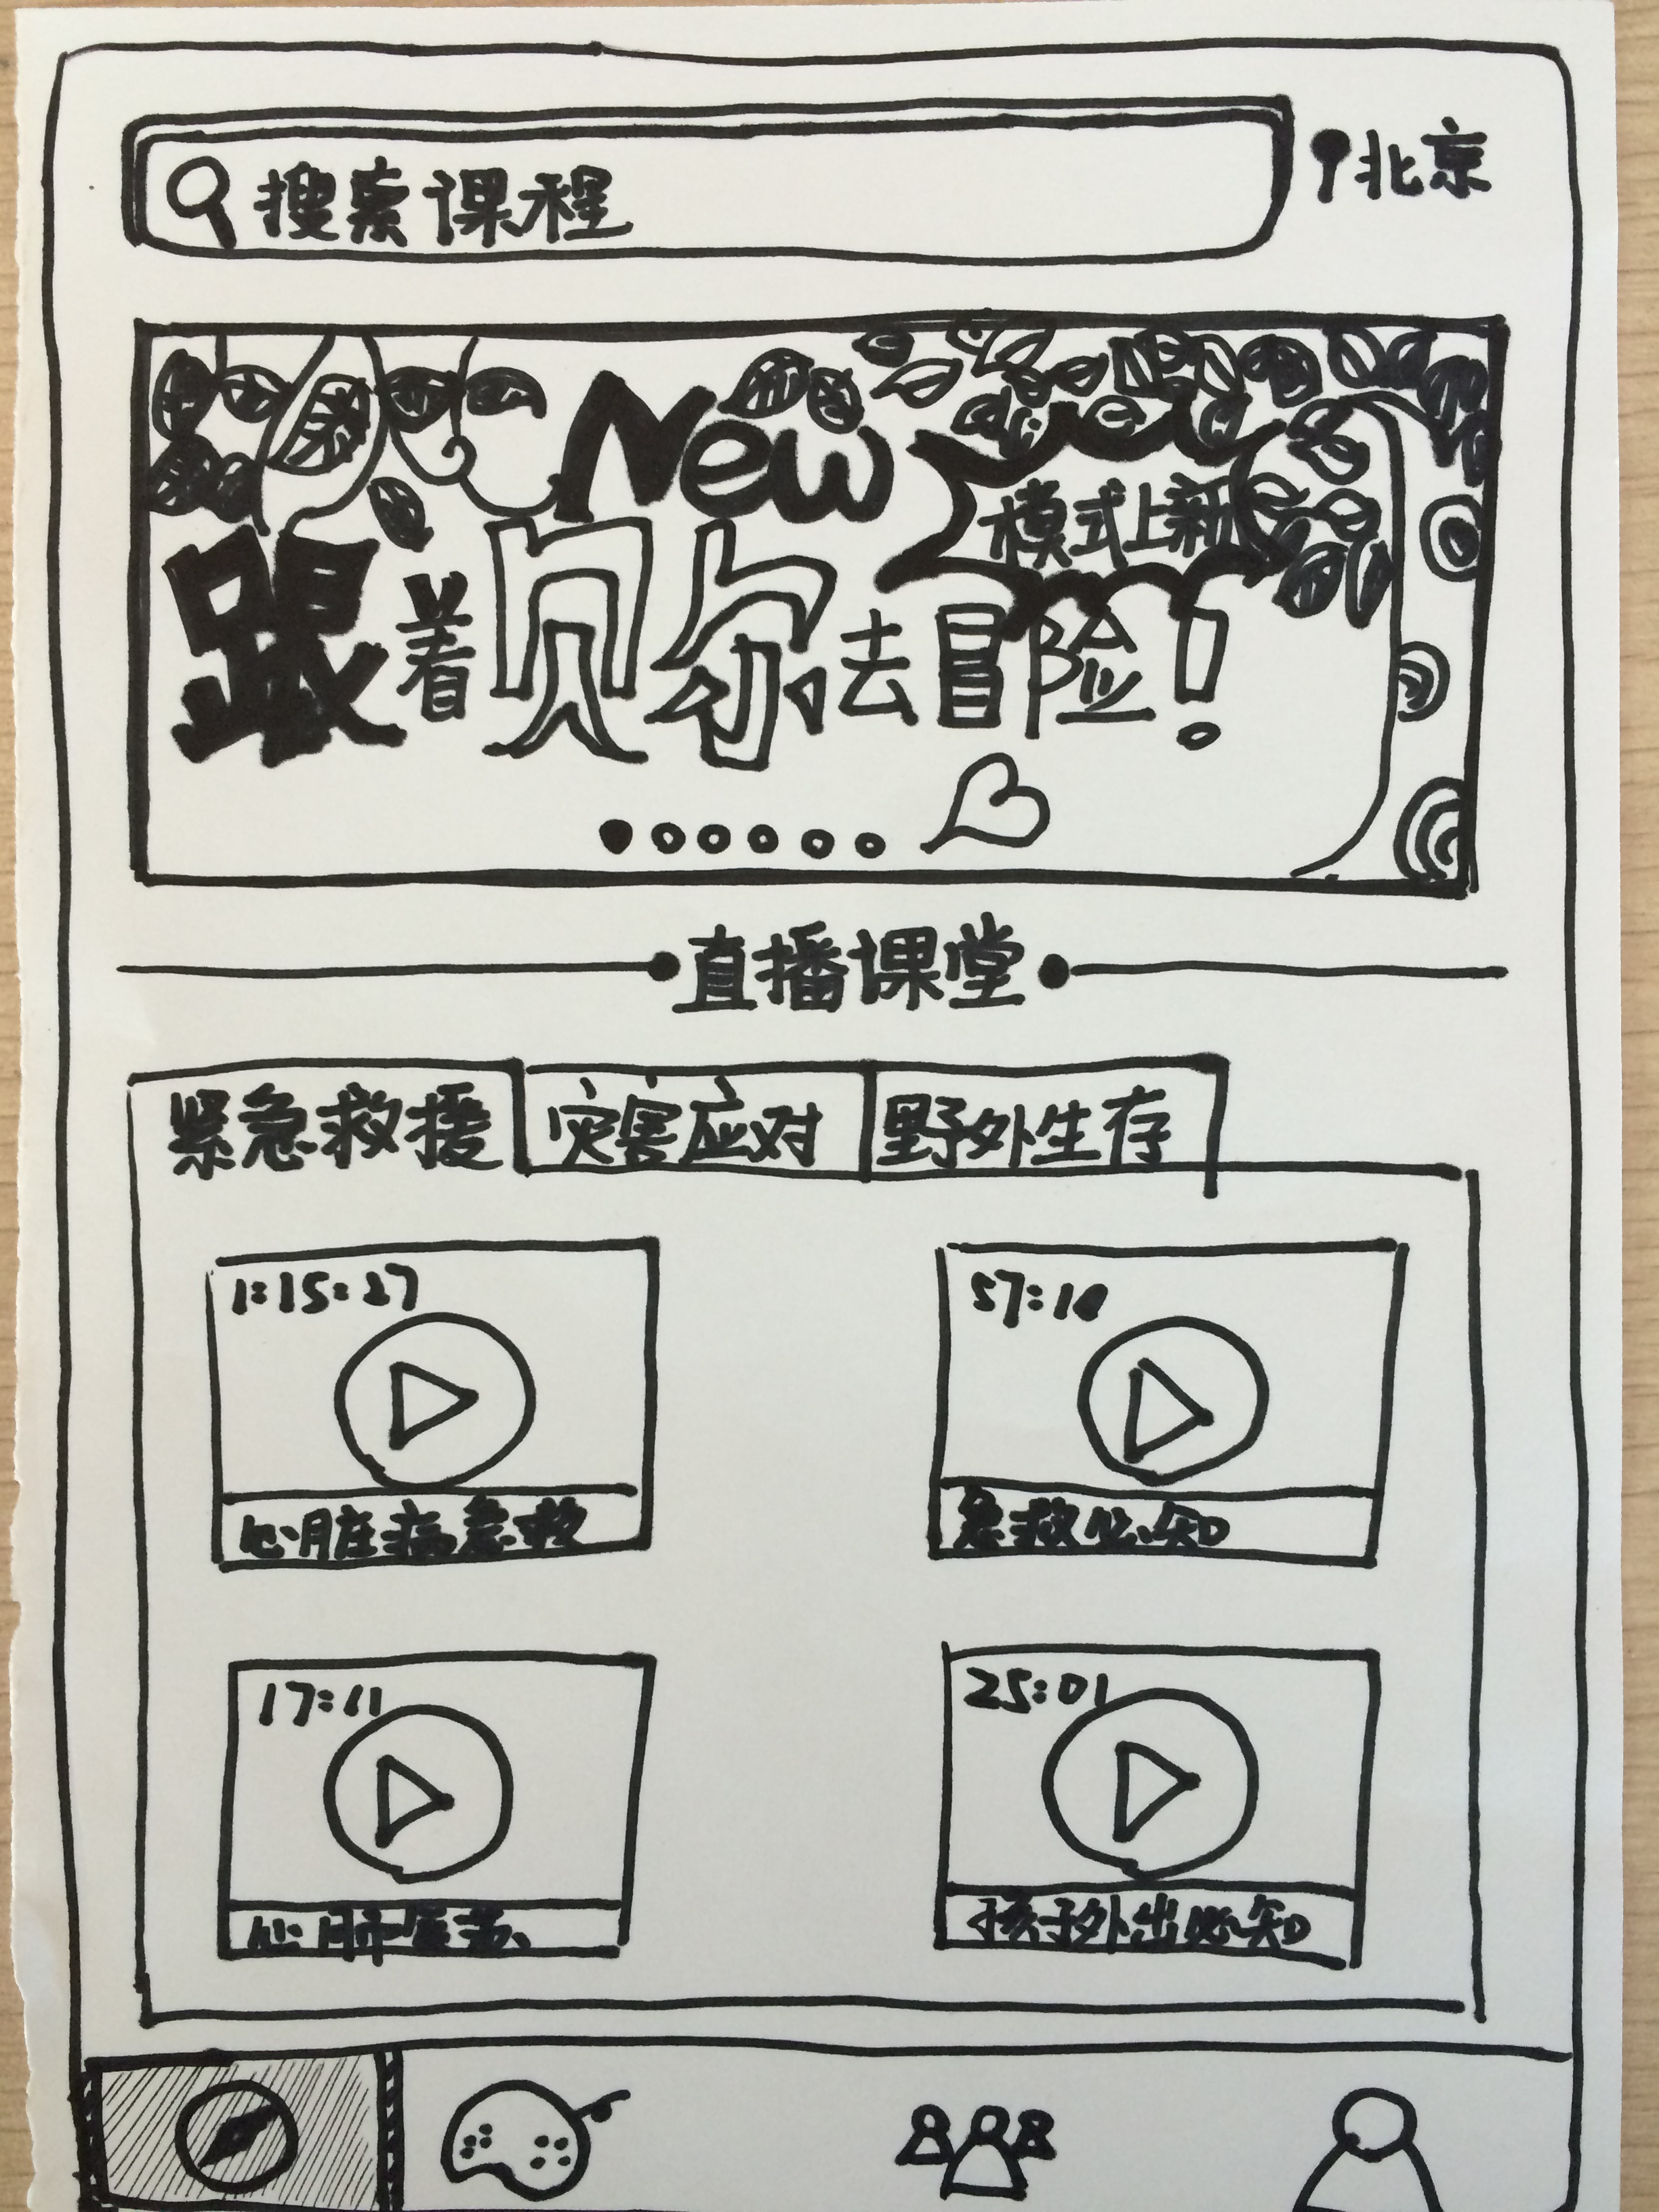 搜索课程
北京
New
模式上新
跟着贝尔去冒险!
直播课堂
紧急救援 灾害应对 野外生存
1:15:27
57:10
心脏病急救
急救必知
17:11
25:01
心肺复苏
孩子外出必知